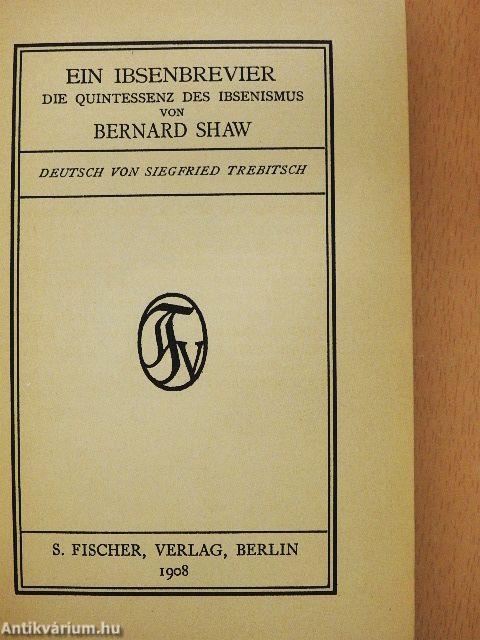 EIN IBSENBREVIER
DIE QUINTESSENZ DES IBSENISMUS
VON
BERNARD SHAW
DEUTSCH VON SIEGFRIED TREBITSCH
SFV
S. FISCHER, VERLAG, BERLIN
1908
Antikvárium.hu